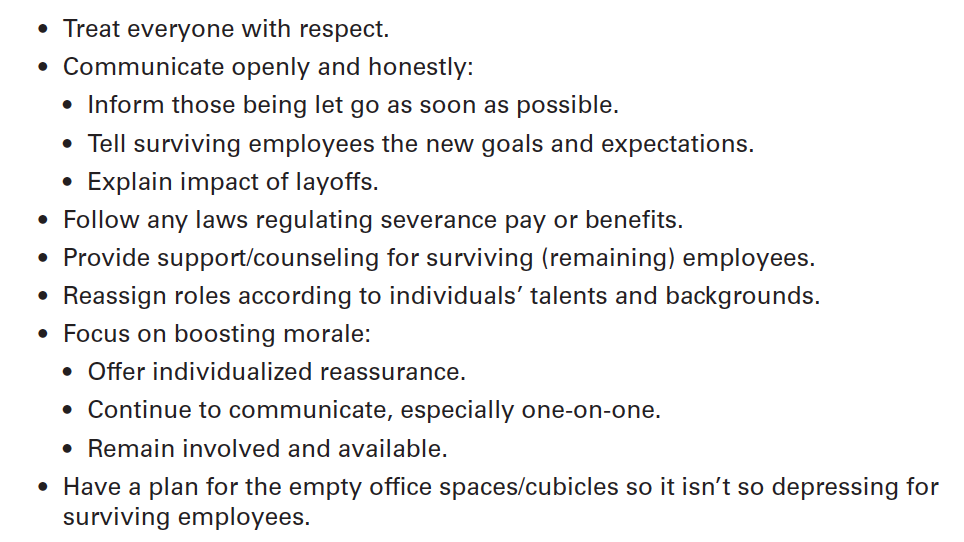 • Treat everyone with respect.
• Communicate openly and honestly:
• Inform those being let go as soon as possible.
• Tell surviving employees the new goals and expectations.
• Explain impact of layoffs.
• Follow any laws regulating severance pay or benefits.
• Provide support/counseling for surviving (remaining) employees.
• Reassign roles according to individuals’ talents and backgrounds.
• Focus on boosting morale:
• Offer individualized reassurance.
• Continue to communicate, especially one-on-one.
• Remain involved and available.
• Have a plan for the empty office spaces/cubicles so it isn’t so depressing for
surviving employees.